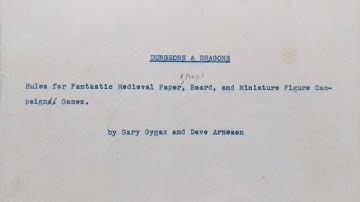 DUNGEONS & DRAGONS
& Pencil
Rules for Fantastic Medieval Paper, Board, and Miniature Figure Cam-
paign// Games.
by Gary Gygax and Dave Arneson